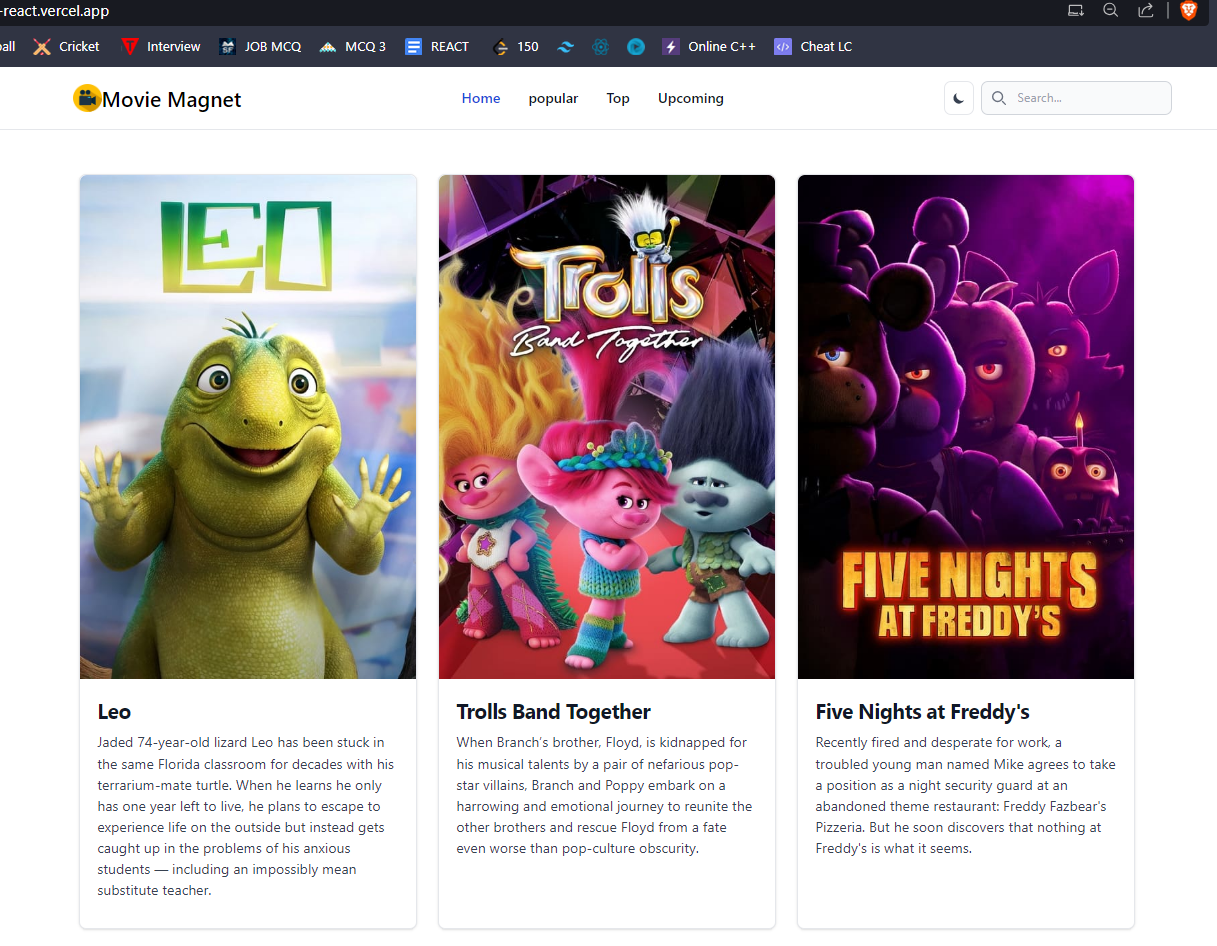 -react.vercel.app
ball Cricket Interview JOB MCQ MCQ 3 REACT 150 Online C++ Cheat LC
Movie Magnet Home popular Top Upcoming Search...
LEO
Trolls
Band Together
FIVE NIGHTS
AT FREDDY'S
Leo
Jaded 74-year-old lizard Leo has been stuck in
the same Florida classroom for decades with his
terrarium-mate turtle. When he learns he only
has one year left to live, he plans to escape to
experience life on the outside but instead gets
caught up in the problems of his anxious
students — including an impossibly mean
substitute teacher.
Trolls Band Together
When Branch's brother, Floyd, is kidnapped for
his musical talents by a pair of nefarious pop-
star villains, Branch and Poppy embark on a
harrowing and emotional journey to reunite the
other brothers and rescue Floyd from a fate
even worse than pop-culture obscurity.
Five Nights at Freddy's
Recently fired and desperate for work, a
troubled young man named Mike agrees to take
a position as a night security guard at an
abandoned theme restaurant: Freddy Fazbear's
Pizzeria. But he soon discovers that nothing at
Freddy's is what it seems.